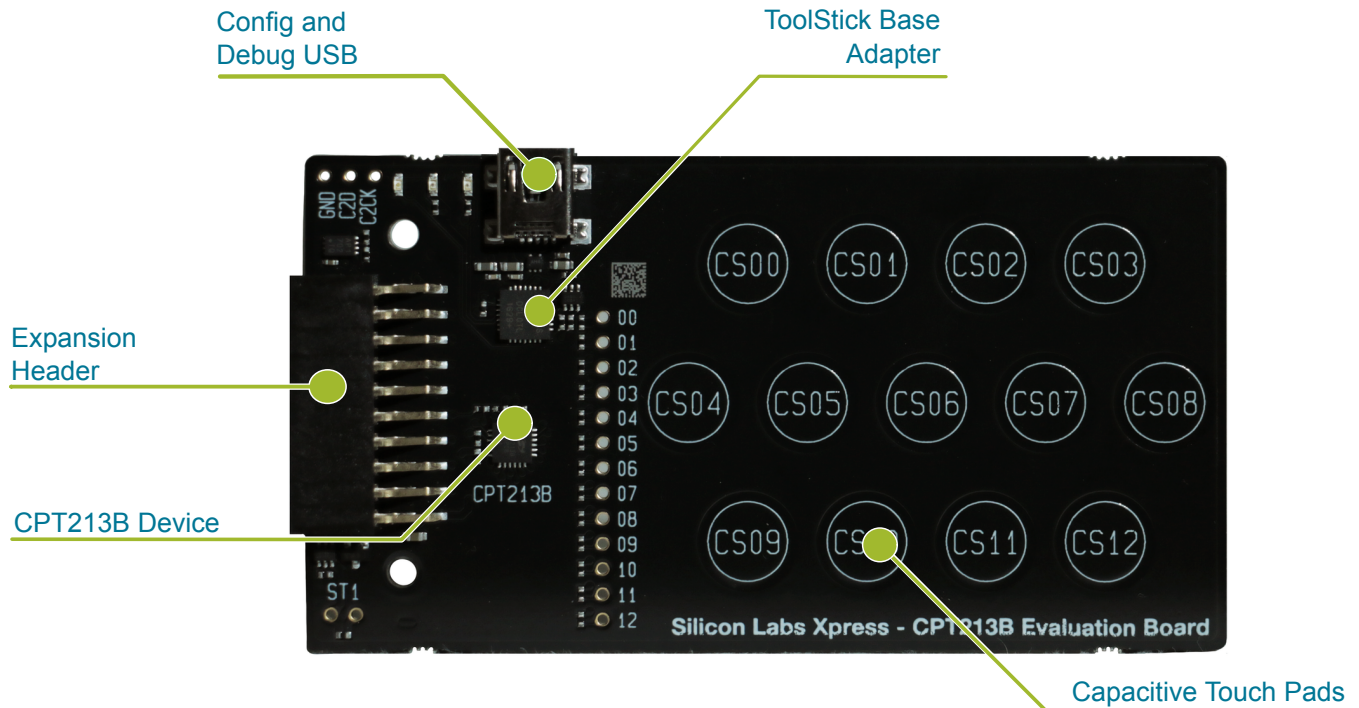 Config and
Debug USB
ToolStick Base
Adapter
GND
C2D
C2CK
CS00 CS01 CS02 CS03
00
01
02
03
04
05
06
07
08
09
10
11
12
Expansion
Header
CS04 CS05 CS06 CS07 CS08
CPT213B
CPT213B Device
CS09 CS11 CS12
ST1
Silicon Labs Xpress - CPT213B Evaluation Board
Capacitive Touch Pads